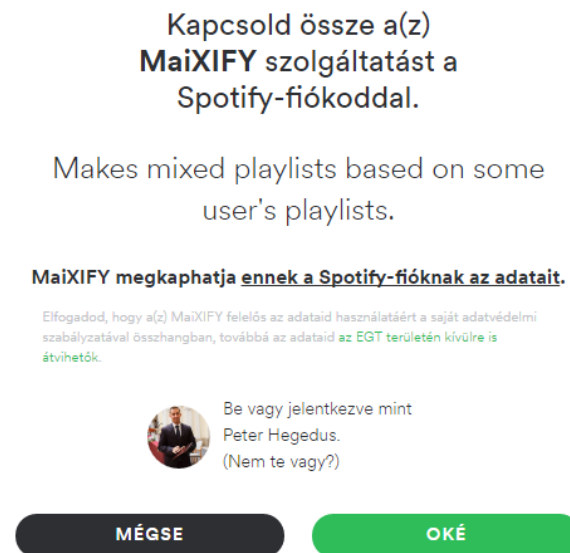 Kapcsold össze a(z)
MaiXIFY szolgáltatást a
Spotify-fiókoddal.
Makes mixed playlists based on some
user's playlists.
MaiXIFY megkaphatja ennek a Spotify-fióknak az adatait.
Elfogadod, hogy a(z) MaiXIFY felelős az adataid használatáért a saját adatvédelmi
szabályzatával összhangban, továbbá az adataid az EGT területén kívülre is
átvihetők.
Be vagy jelentkezve mint
Peter Hegedus.
(Nem te vagy?)
MÉGSE
OKÉ